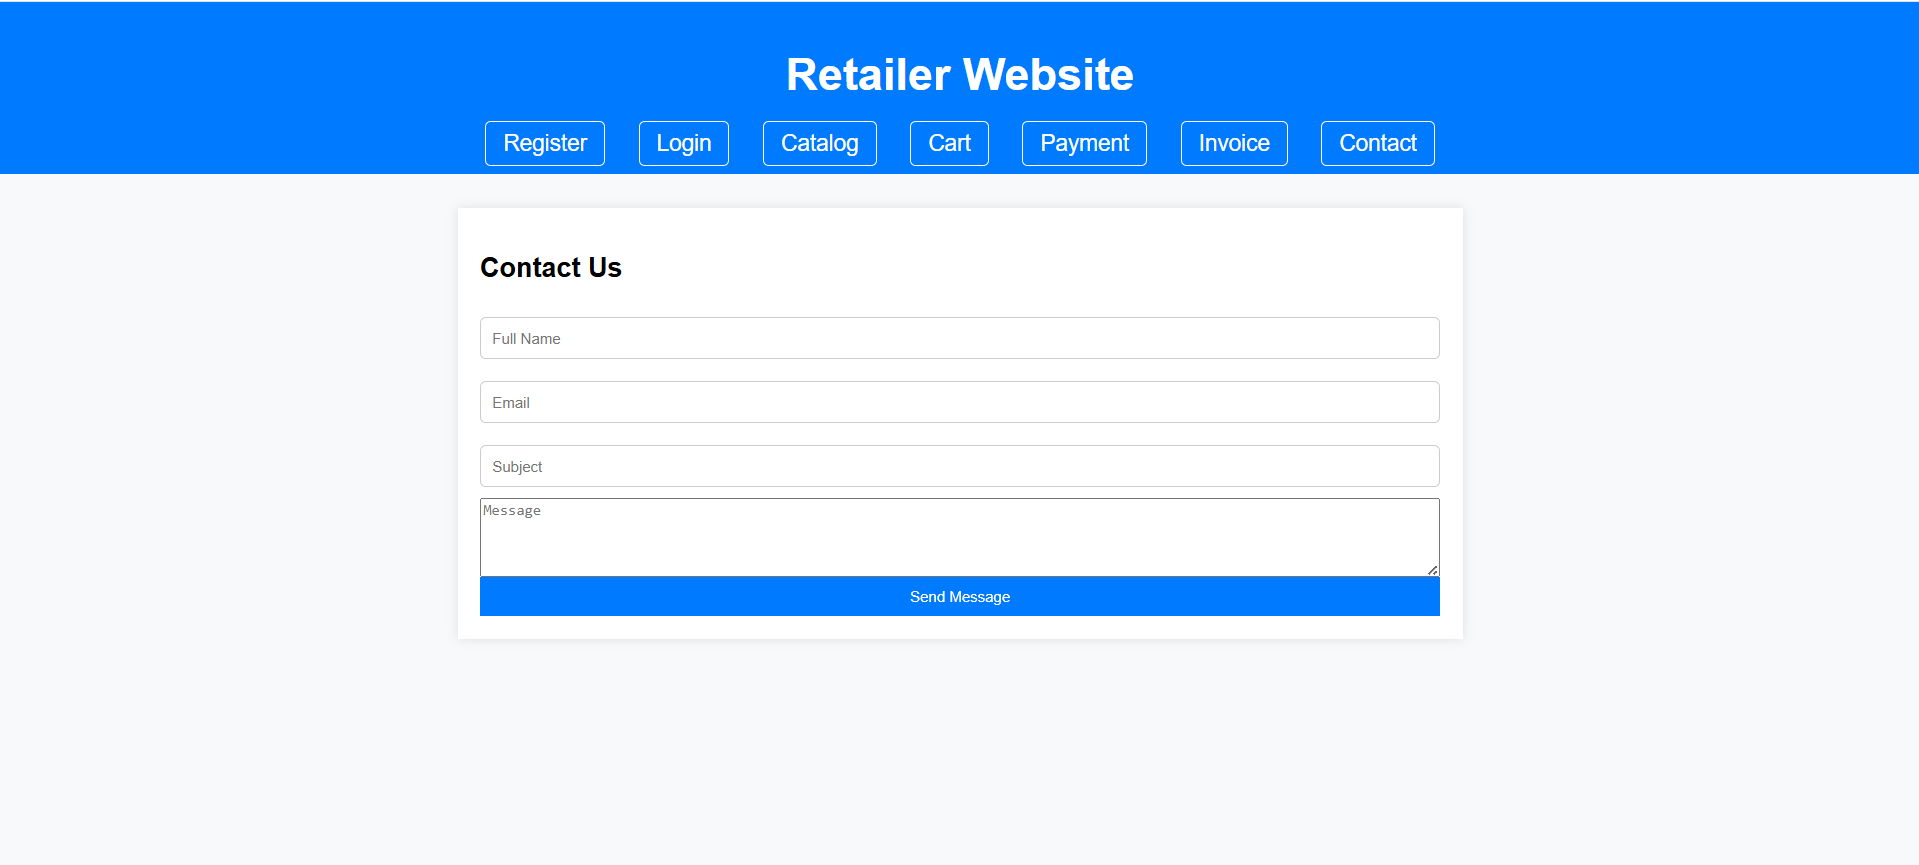 Retailer Website
Register Login Catalog Cart Payment Invoice Contact
Contact Us
Full Name
Email
Subject
Message
Send Message